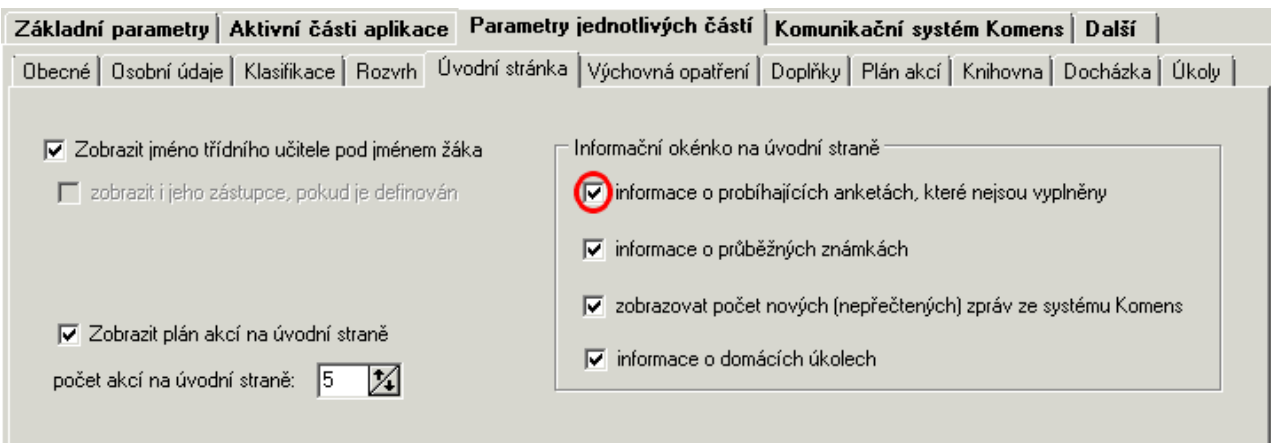 Základní parametry Aktivní části aplikace Parametry jednotlivých částí Komunikační systém Komens Další
Obecné Osobní údaje Klasifikace Rozvrh Úvodní stránka Výchovná opatření Doplňky Plán akcí Knihovna Docházka Úkoly
Zobrazit jméno třídního učitele pod jménem žáka
zobrazit i jeho zástupce, pokud je definován
Zobrazit plán akcí na úvodní straně
počet akcí na úvodní straně: 5
Informační okénko na úvodní straně
informace o probíhajících anketách, které nejsou vyplněny
informace o průběžných známkách
zobrazovat počet nových (nepřečtených) zpráv ze systému Komens
informace o domácích úkolech